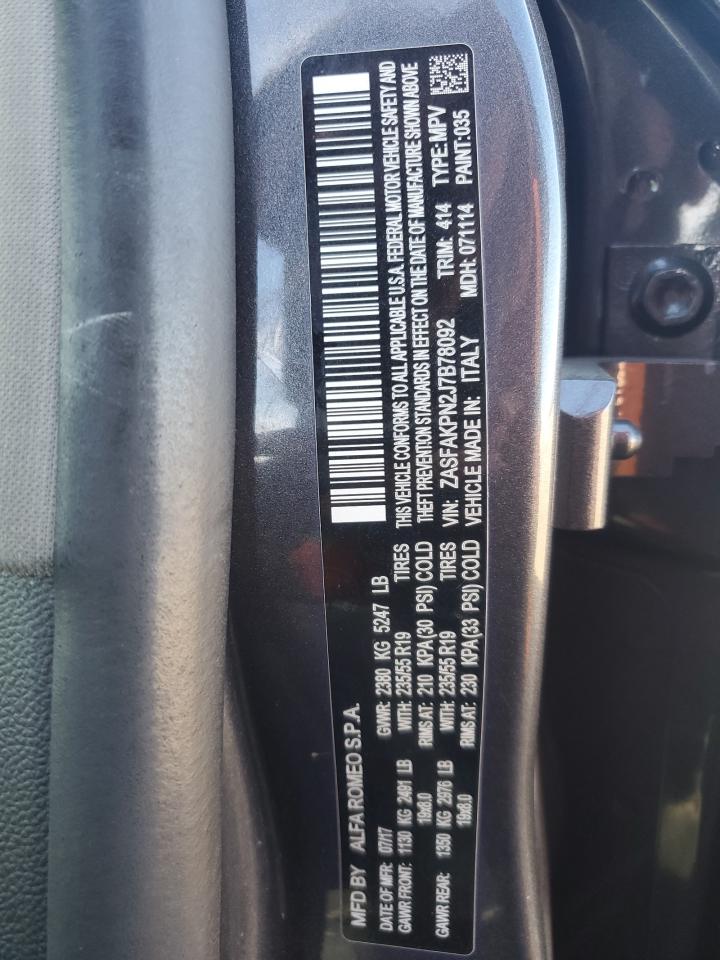 MFD BY ALFA ROMEO S.P.A.
DATE OF MFR: 07/17 GVWR: 2380 KG 5247 LB
GAWR FRONT: 1130 KG 2491 LB WITH: 235/55 R19 TIRES
19x8.0 RIMS AT: 210 KPA(30 PSI) COLD
GAWR REAR: 1350 KG 2976 LB WITH: 235/55 R19 TIRES
19x8.0 RIMS AT: 230 KPA(33 PSI) COLD
THIS VEHICLE CONFORMS TO ALL APPLICABLE U.S.A. FEDERAL MOTOR VEHICLE SAFETY AND
THEFT PREVENTION STANDARDS IN EFFECT ON THE DATE OF MANUFACTURE SHOWN ABOVE
VIN: ZASFAKPN2J7B78092 TRIM: 414 TYPE:MPV
VEHICLE MADE IN: ITALY MDH: 071114 PAINT:035